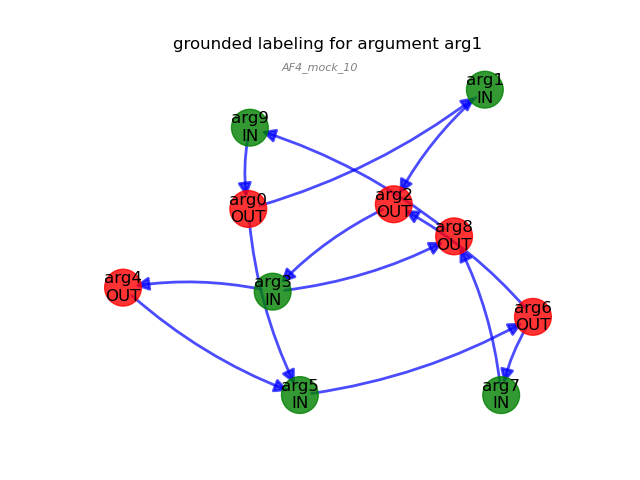 grounded labeling for argument arg1
AF4_mock_10
arg1
IN
arg9
IN
arg2
OUT
arg0
OUT
arg8
OUT
arg4
OUT
arg3
IN
arg6
OUT
arg5
IN
arg7
IN